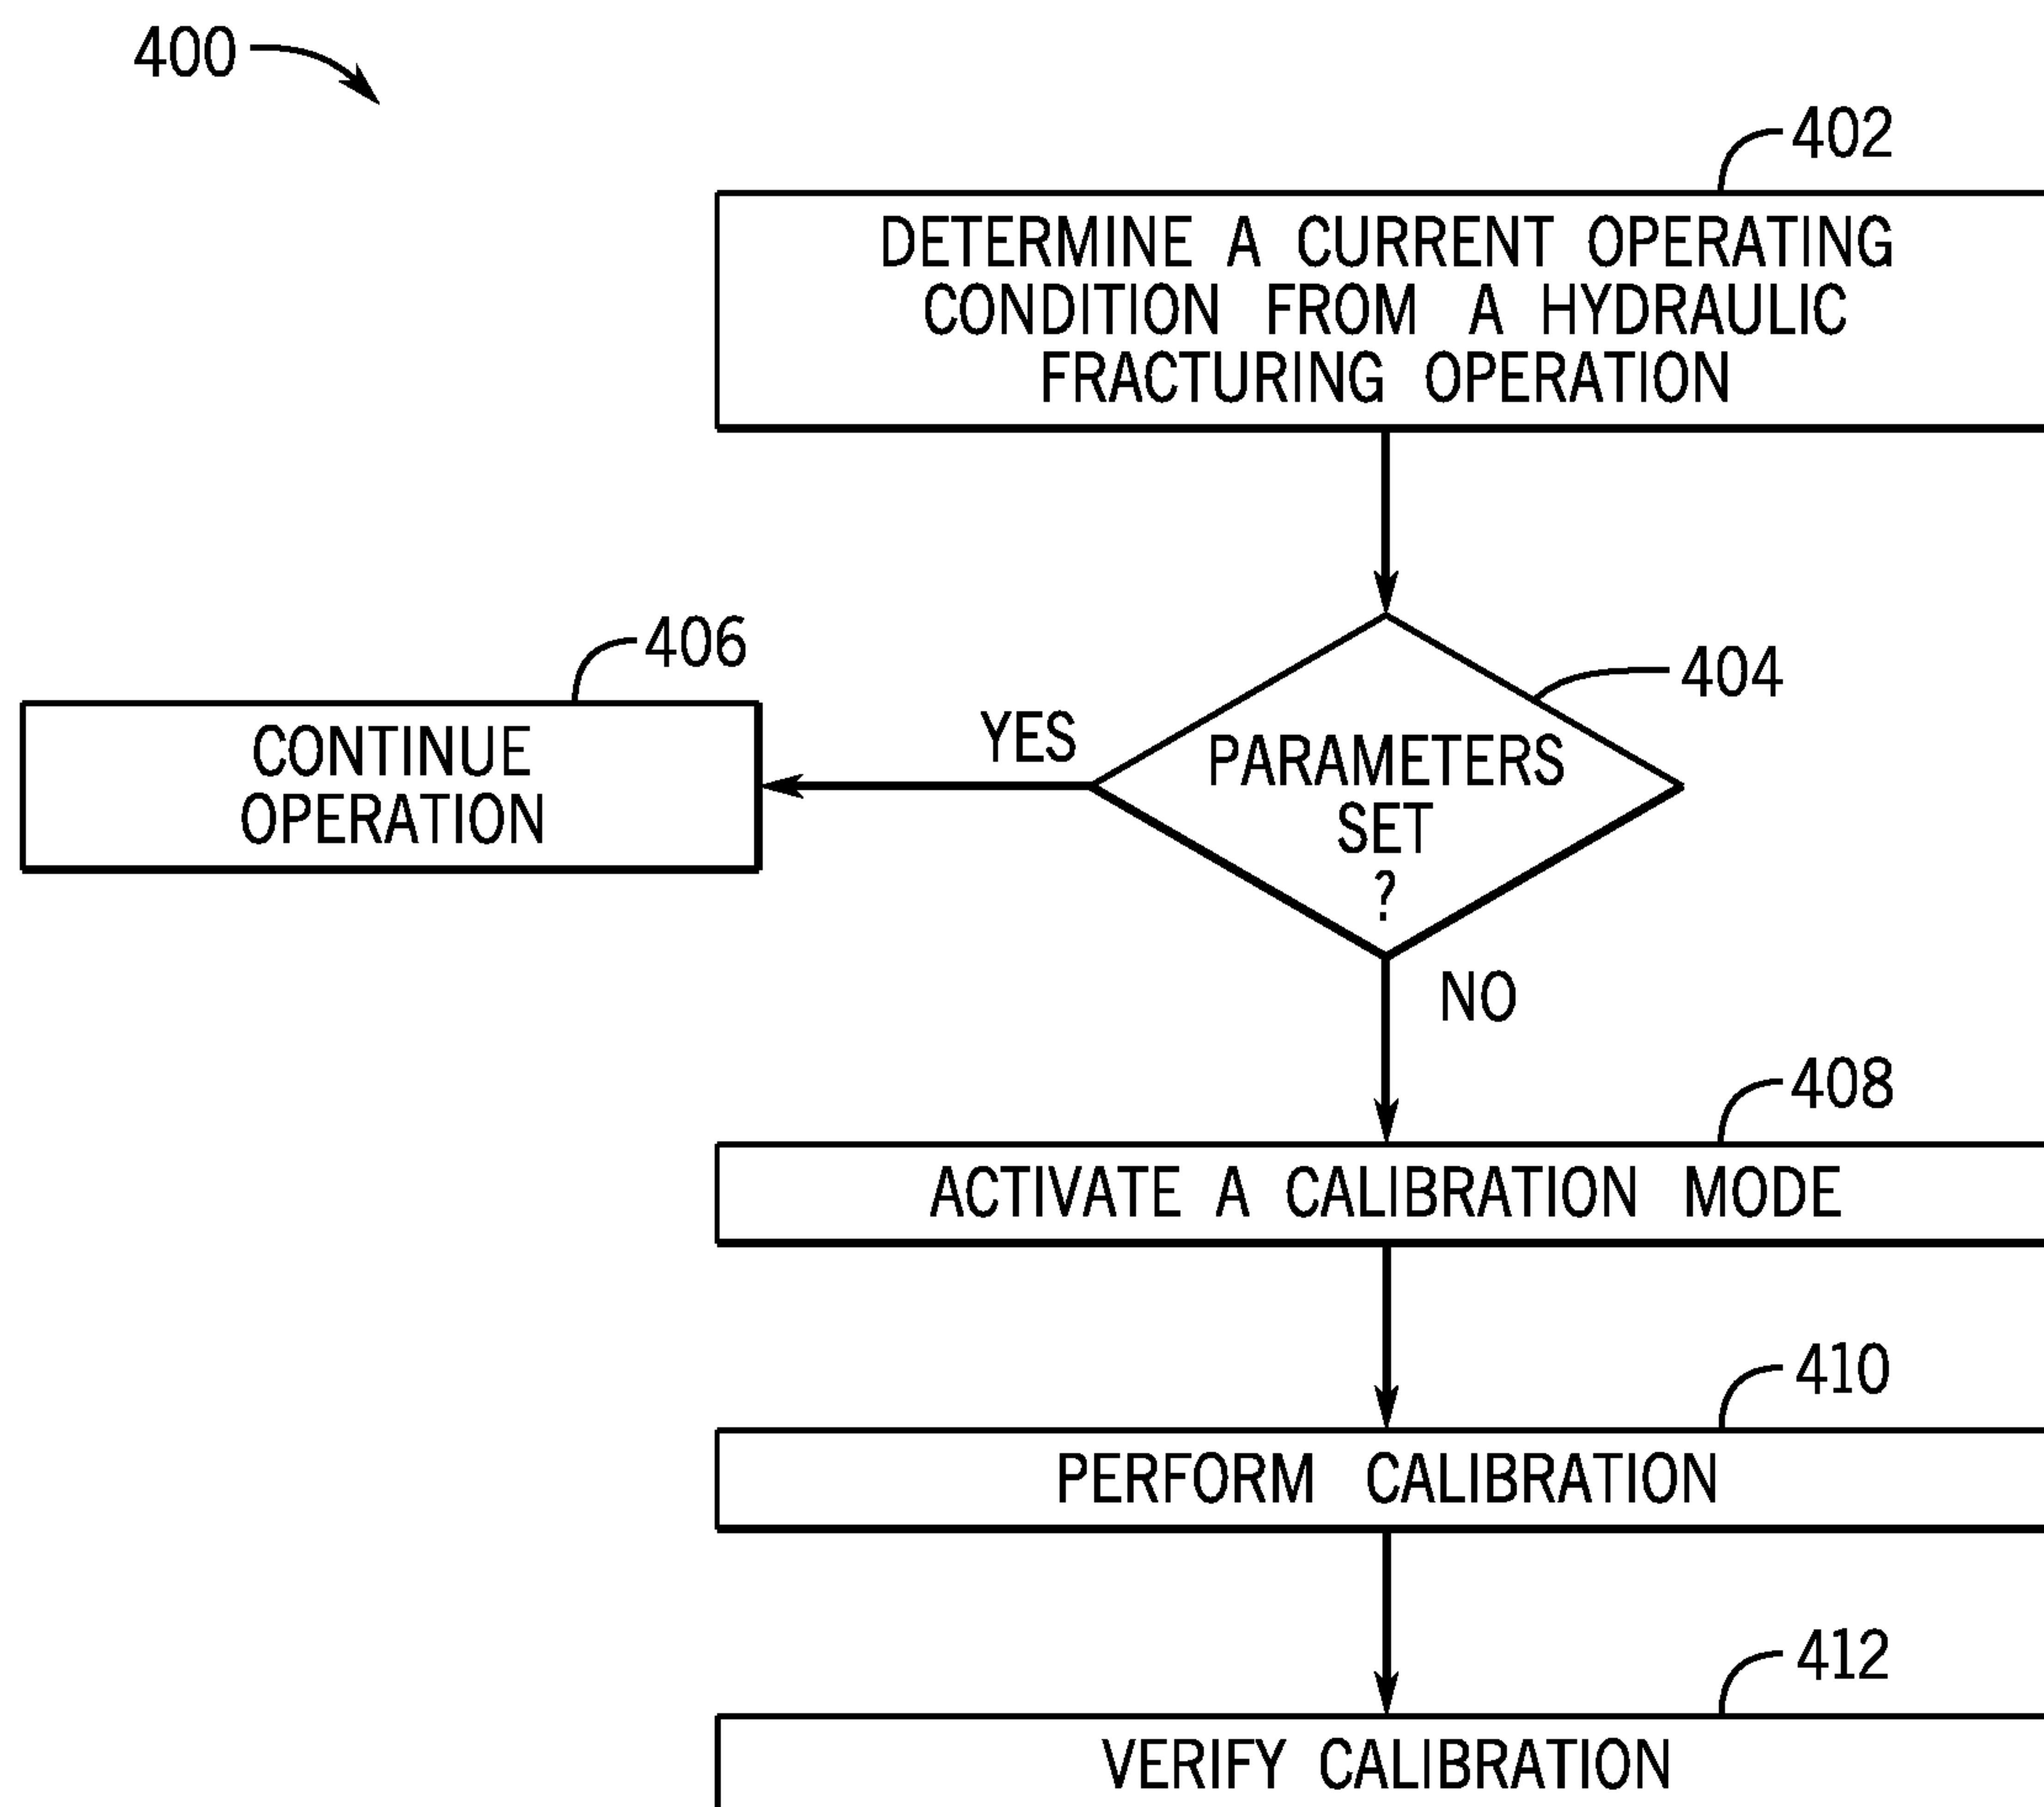 400
402
DETERMINE A CURRENT OPERATING
CONDITION FROM A HYDRAULIC
FRACTURING OPERATION
406
404
CONTINUE
OPERATION
YES
PARAMETERS
SET
?
NO
408
ACTIVATE A CALIBRATION MODE
410
PERFORM CALIBRATION
412
VERIFY CALIBRATION